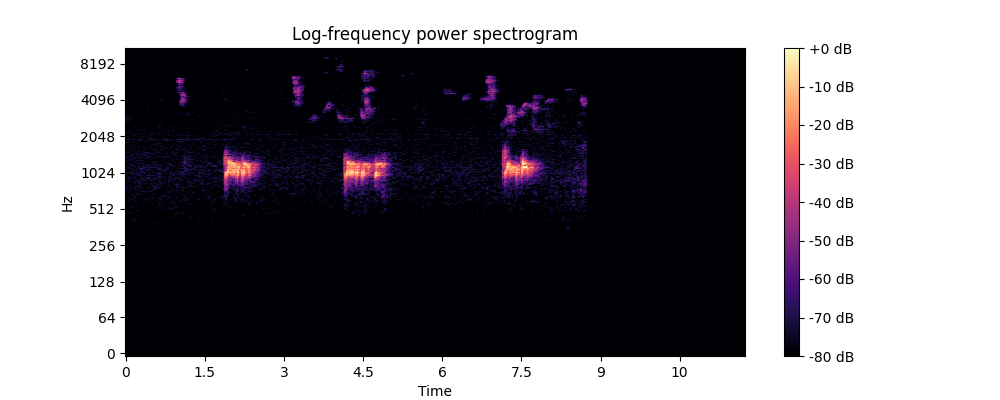 Log-frequency power spectrogram
8192
4096
2048
1024
512
256
128
64
0
Hz
0 1.5 3 4.5 6 7.5 9 10
Time
+0 dB
-10 dB
-20 dB
-30 dB
-40 dB
-50 dB
-60 dB
-70 dB
-80 dB